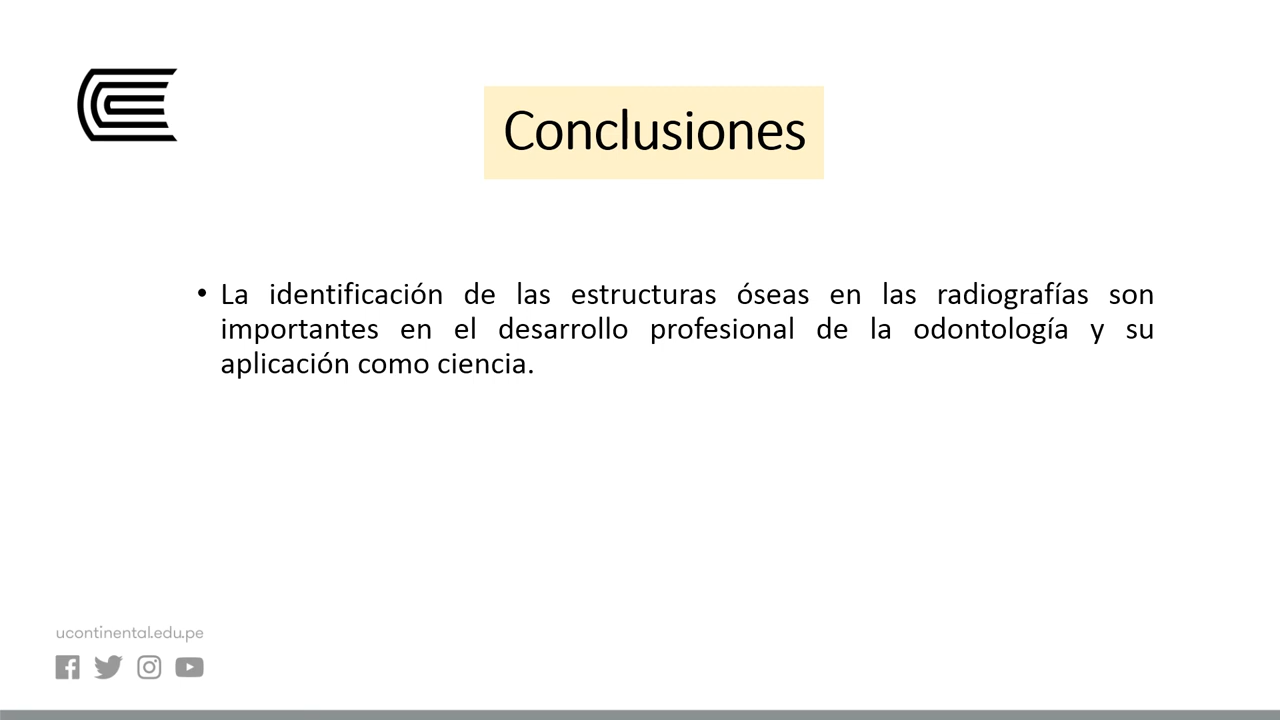 Conclusiones
• La identificación de las estructuras óseas en las radiografías son
importantes en el desarrollo profesional de la odontología y su
aplicación como ciencia.
ucontinental.edu.pe